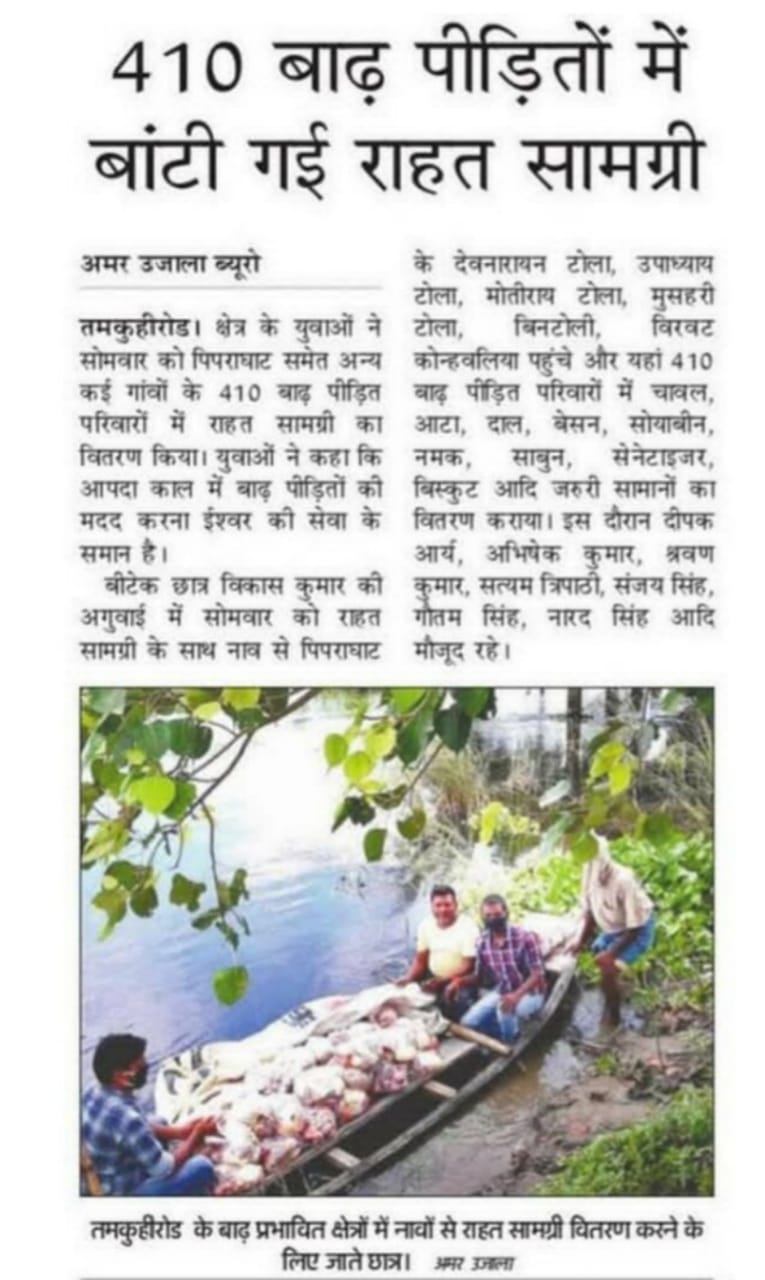 410 बाढ़ पीड़ितों में
बांटी गई राहत सामग्री
अमर उजाला ब्यूरो
तमकुहीरोड। क्षेत्र के युवाओं ने
सोमवार को पिपराघाट समेत अन्य
कई गांवों के 410 बाढ़ पीड़ित
परिवारों में राहत सामग्री का
वितरण किया। युवाओं ने कहा कि
आपदा काल में बाढ़ पीड़ितों की
मदद करना ईश्वर की सेवा के
समान है।
बीटेक छात्र विकास कुमार की
अगुवाई में सोमवार को राहत
सामग्री के साथ नाव से पिपराघाट
के देवनारायन टोला, उपाध्याय
टोला, मोतीराय टोला, मुसहरी
टोला, बिनटोली, विरवट
कोन्हवलिया पहुंचे और यहां 410
बाढ़ पीड़ित परिवारों में चावल,
आटा, दाल, बेसन, सोयाबीन,
नमक, साबुन, सेनेटाइजर,
बिस्कुट आदि जरुरी सामानों का
वितरण कराया। इस दौरान दीपक
आर्य, अभिषेक कुमार, श्रवण
कुमार, सत्यम त्रिपाठी, संजय सिंह,
गौतम सिंह, नारद सिंह आदि
मौजूद रहे।
तमकुहीरोड के बाढ़ प्रभावित क्षेत्रों में नावों से राहत सामग्री वितरण करने के
लिए जाते छात्र। अमर उजाला